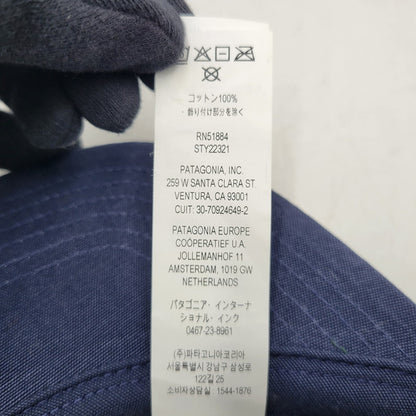 コットン100%
・飾り付け部分を除く
RN51884
STY22321
PATAGONIA, INC.
259 W SANTA CLARA ST.
VENTURA, CA 93001
CUIT: 30-70924649-2
PATAGONIA EUROPE
COÖPERATIEF U.A.
JOLLEMANHOF 11
AMSTERDAM, 1019 GW
NETHERLANDS
パタゴニア・インターナ
ショナル・インク
0467-23-8961
(주)파타고니아코리아
서울특별시 강남구 삼성로
122길 25
소비자상담실: 1544-1876